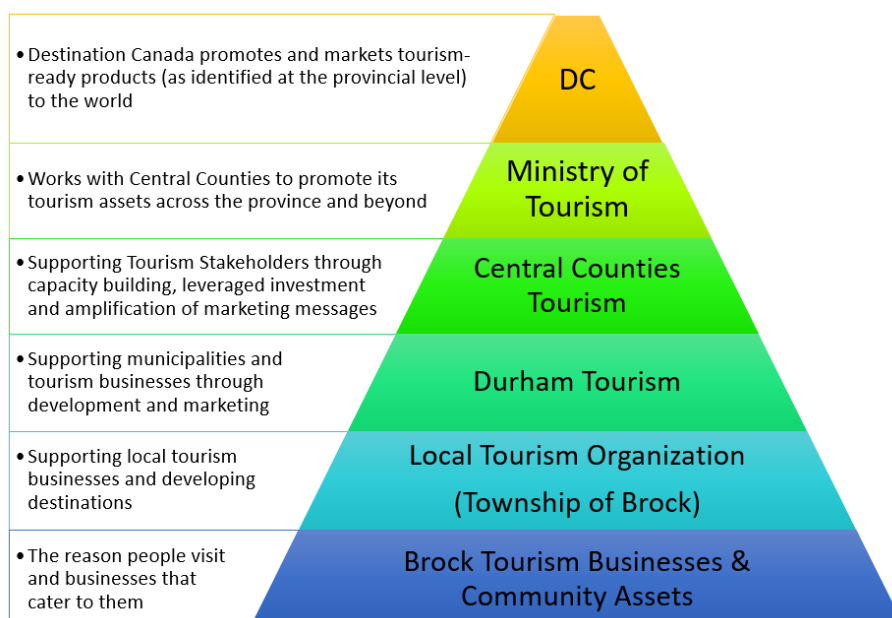 • Destination Canada promotes and markets tourism-
ready products (as identified at the provincial level)
to the world
DC
• Works with Central Counties to promote its
tourism assets across the province and beyond
Ministry of
Tourism
• Supporting Tourism Stakeholders through
capacity building, leveraged investment
and amplification of marketing messages
Central Counties
Tourism
• Supporting municipalities and
tourism businesses through
development and marketing
Durham Tourism
• Supporting local tourism
businesses and developing
destinations
Local Tourism Organization
(Township of Brock)
• The reason people visit
and businesses that
cater to them
Brock Tourism Businesses &
Community Assets